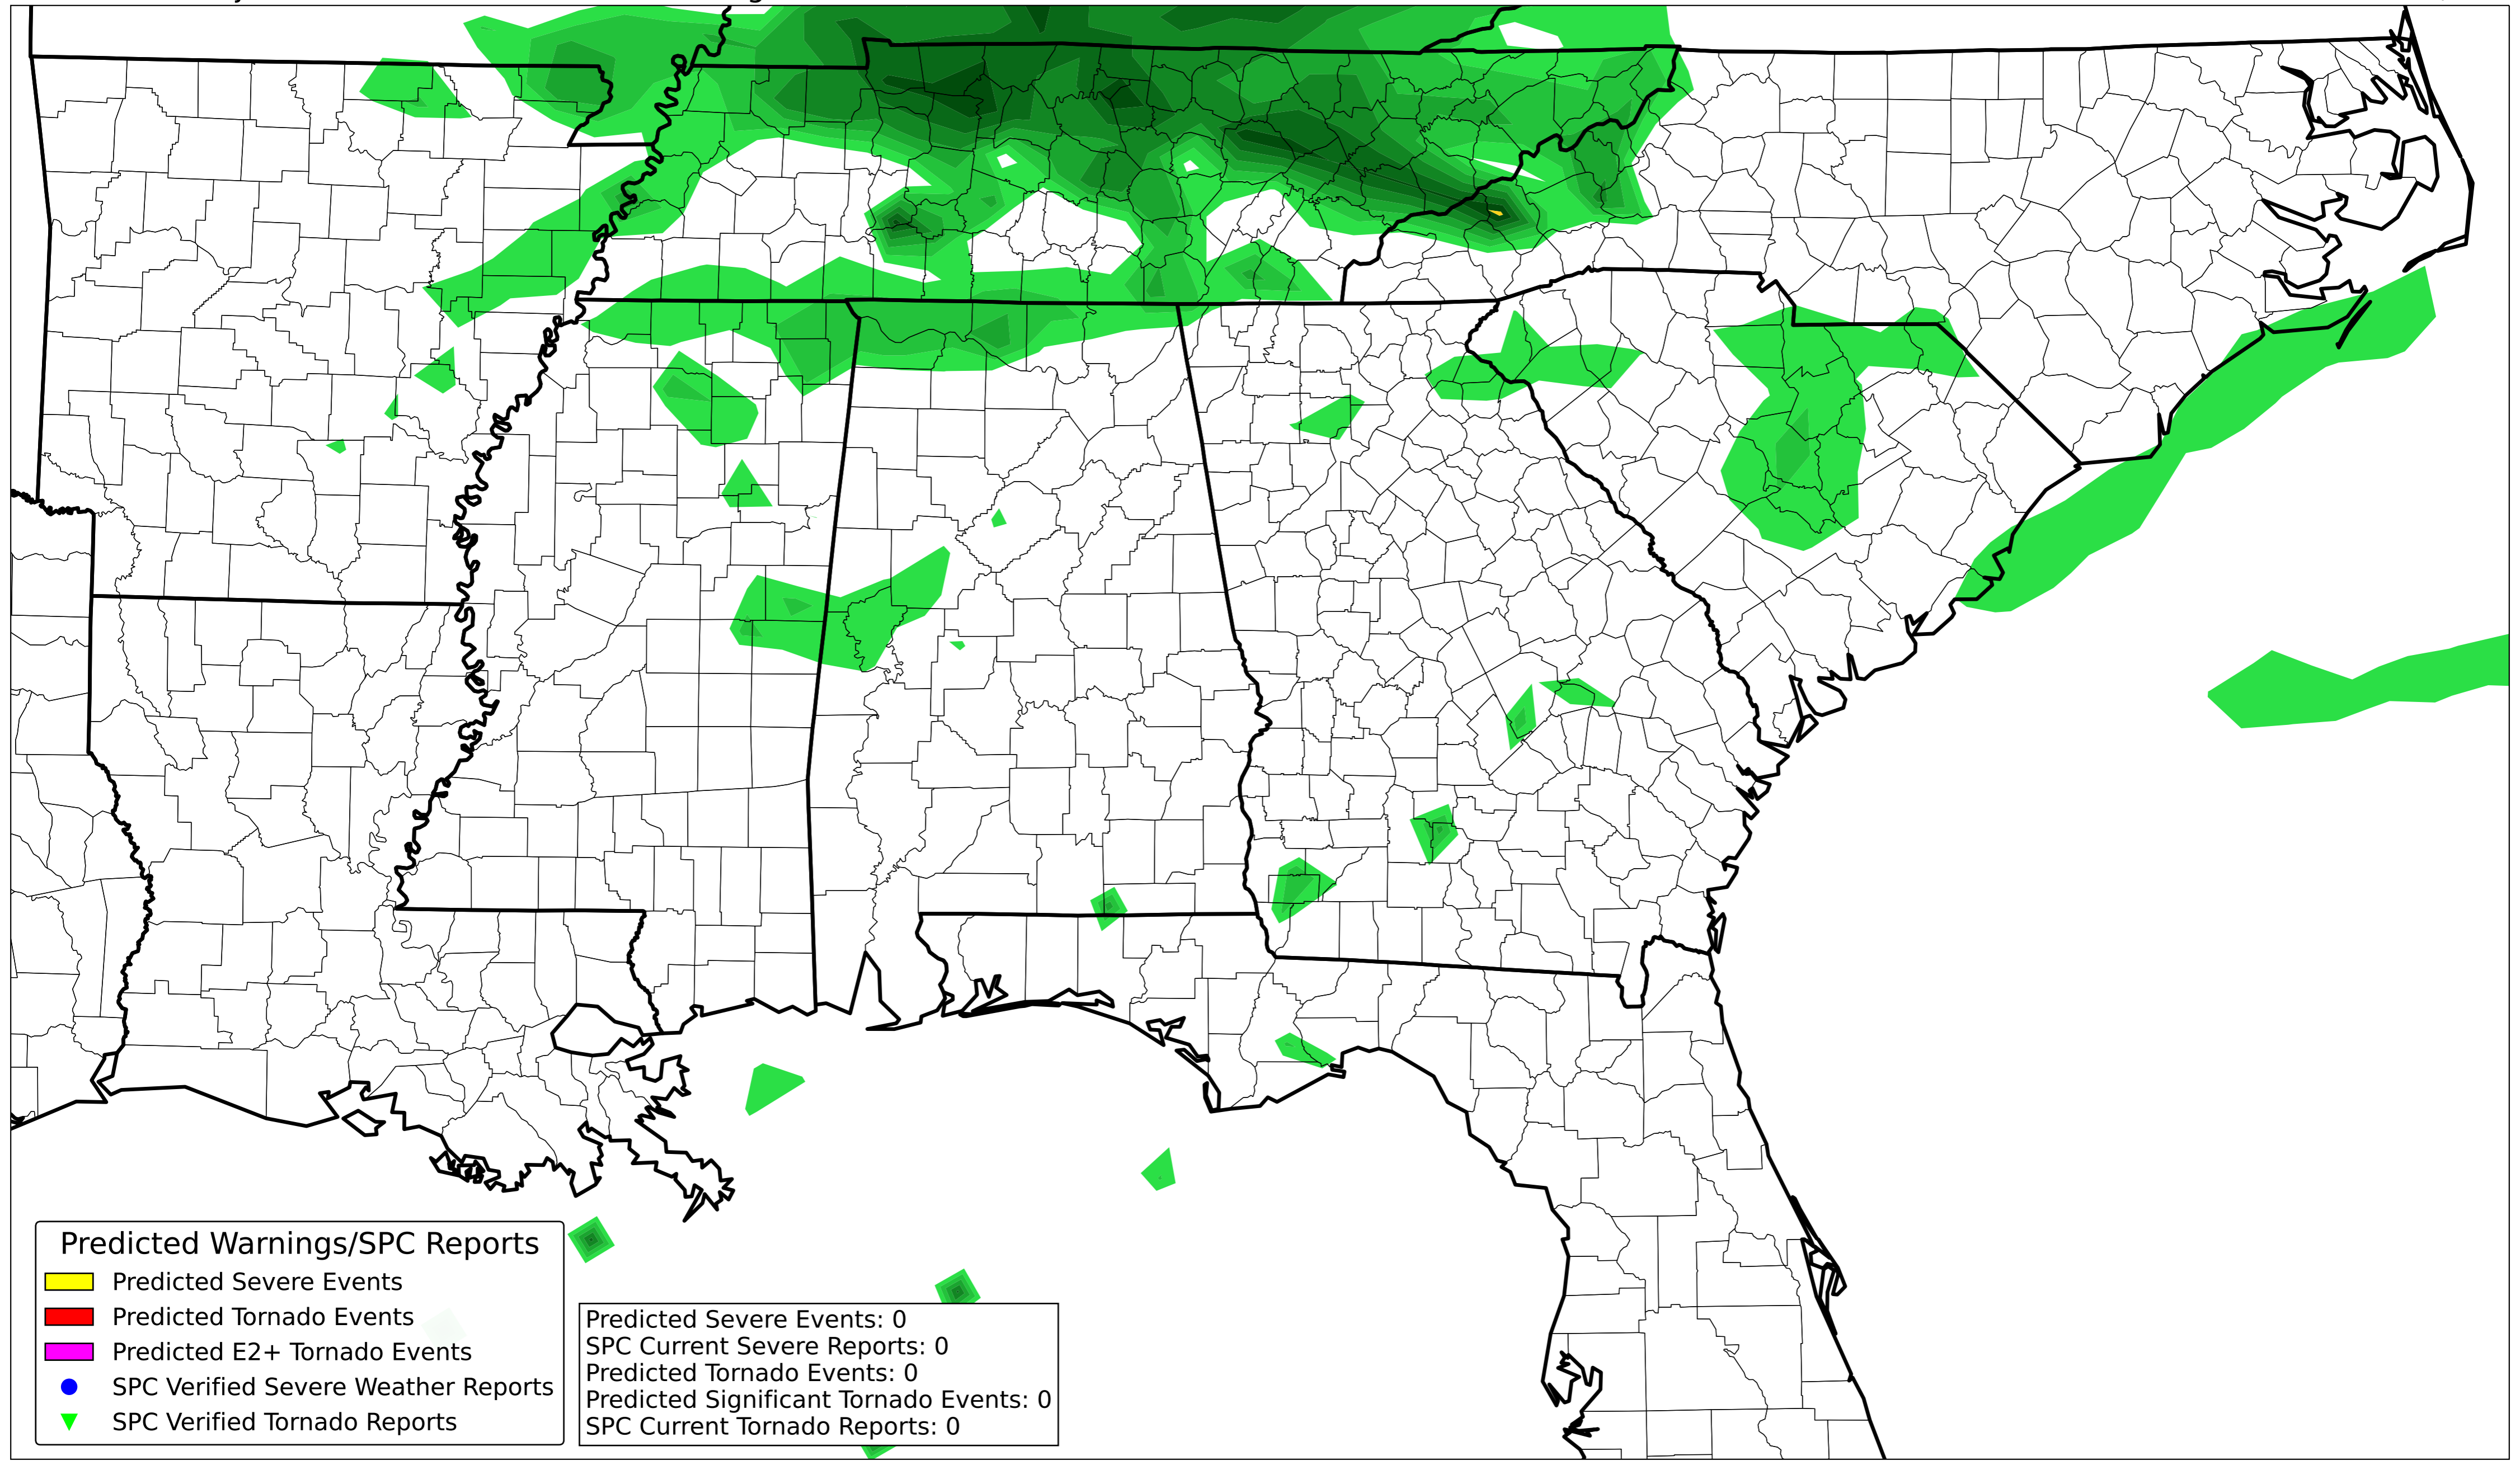 Predicted Warnings/SPC Reports
Predicted Severe Events
Predicted Tornado Events
Predicted E2+ Tornado Events
SPC Verified Severe Weather Reports
SPC Verified Tornado Reports
Predicted Severe Events: 0
SPC Current Severe Reports: 0
Predicted Tornado Events: 0
Predicted Significant Tornado Events: 0
SPC Current Tornado Reports: 0